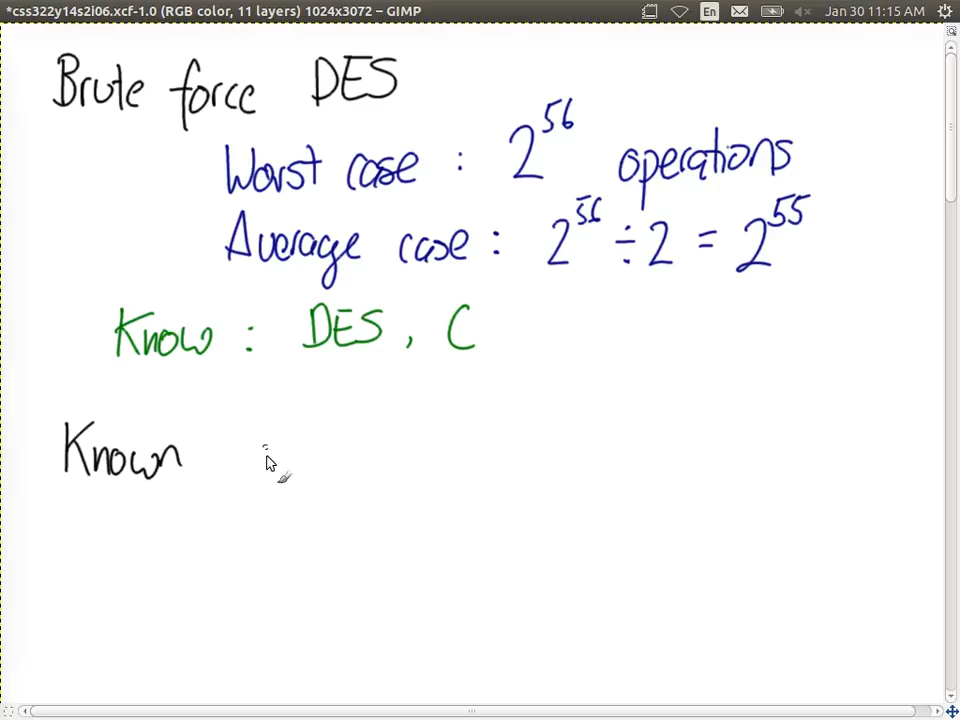 *css322y14s2i06.xcf-1.0 (RGB color, 11 layers) 1024x3072 – GIMP En Jan 30 11:15 AM
Brute force DES
Worst case : 2^56 operations
Average case : 2^56 ÷ 2 = 2^55
Know : DES , C
Known